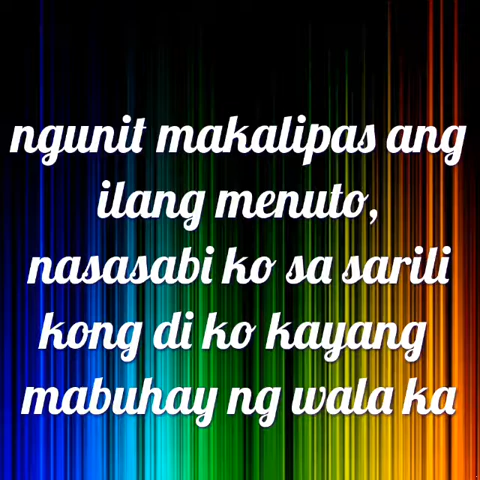 ngunit makalipas ang
ilang menuto,
nasasabi ko sa sarili
kong di ko kayang
mabuhay ng wala ka